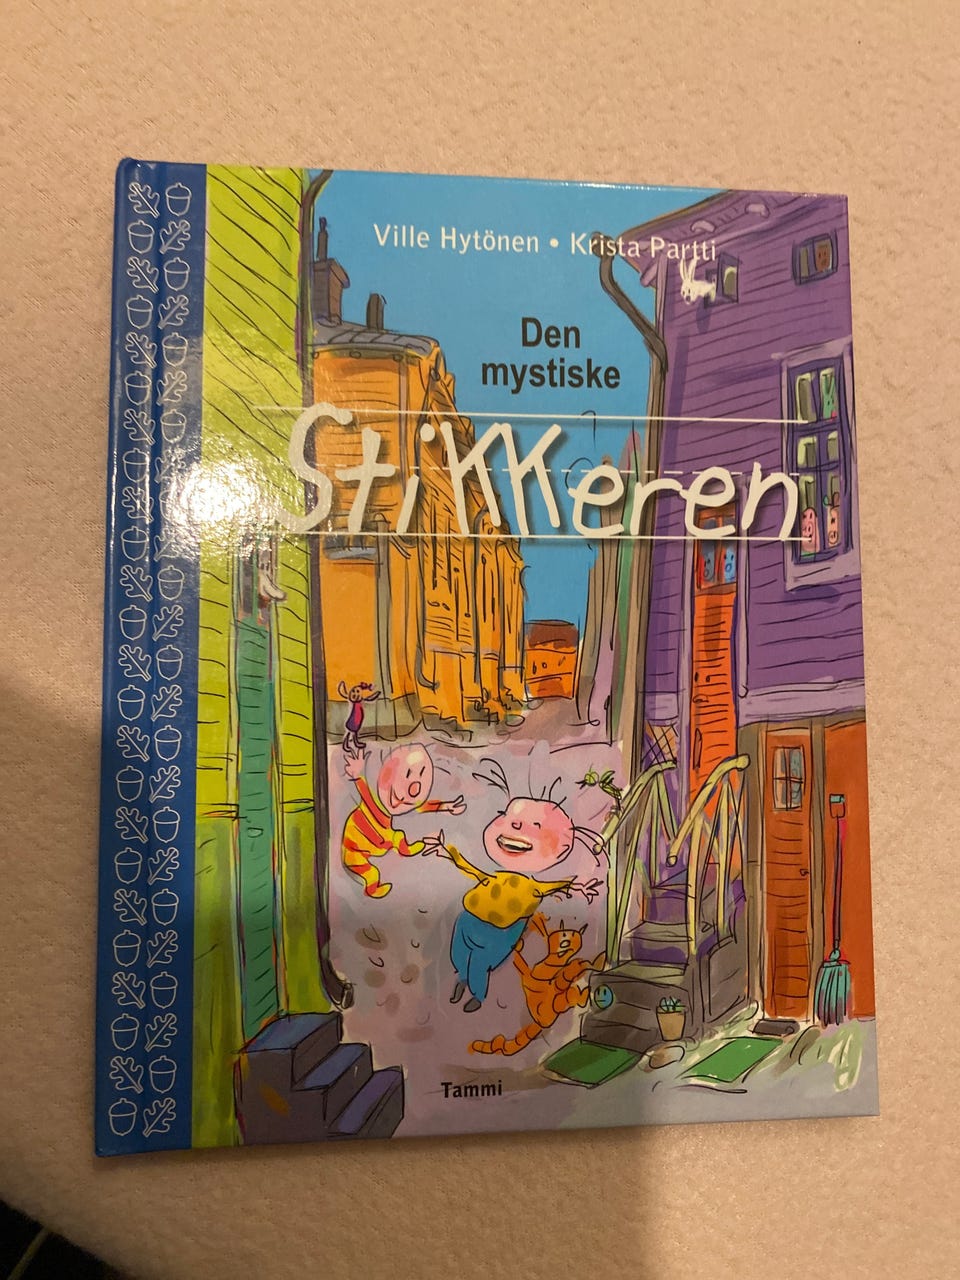 Ville Hytönen • Krista Partti
Den
mystiske
Stikkeren
Tammi